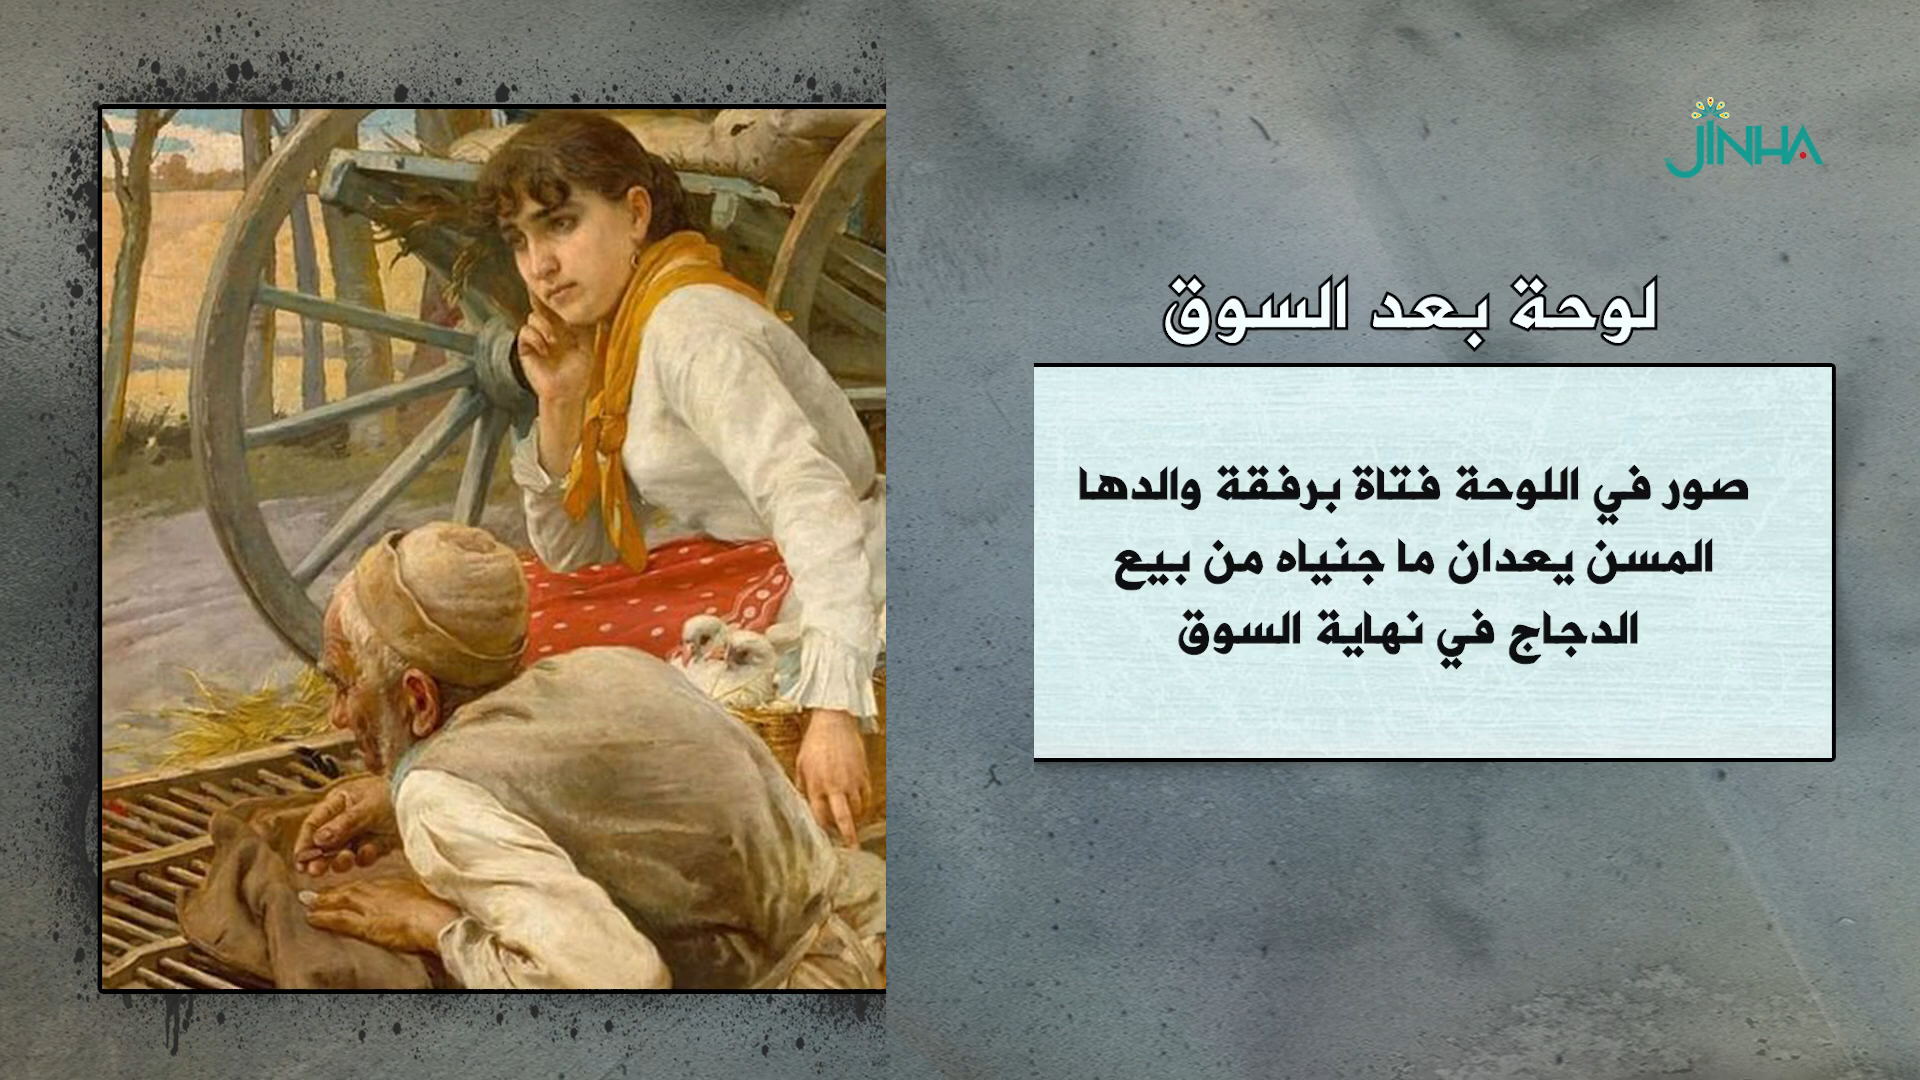 JINHA
لوحة بعد السوق
صور في اللوحة فتاة برفقة والدها
المسن يعدان ما جنياه من بيع
الدجاج في نهاية السوق